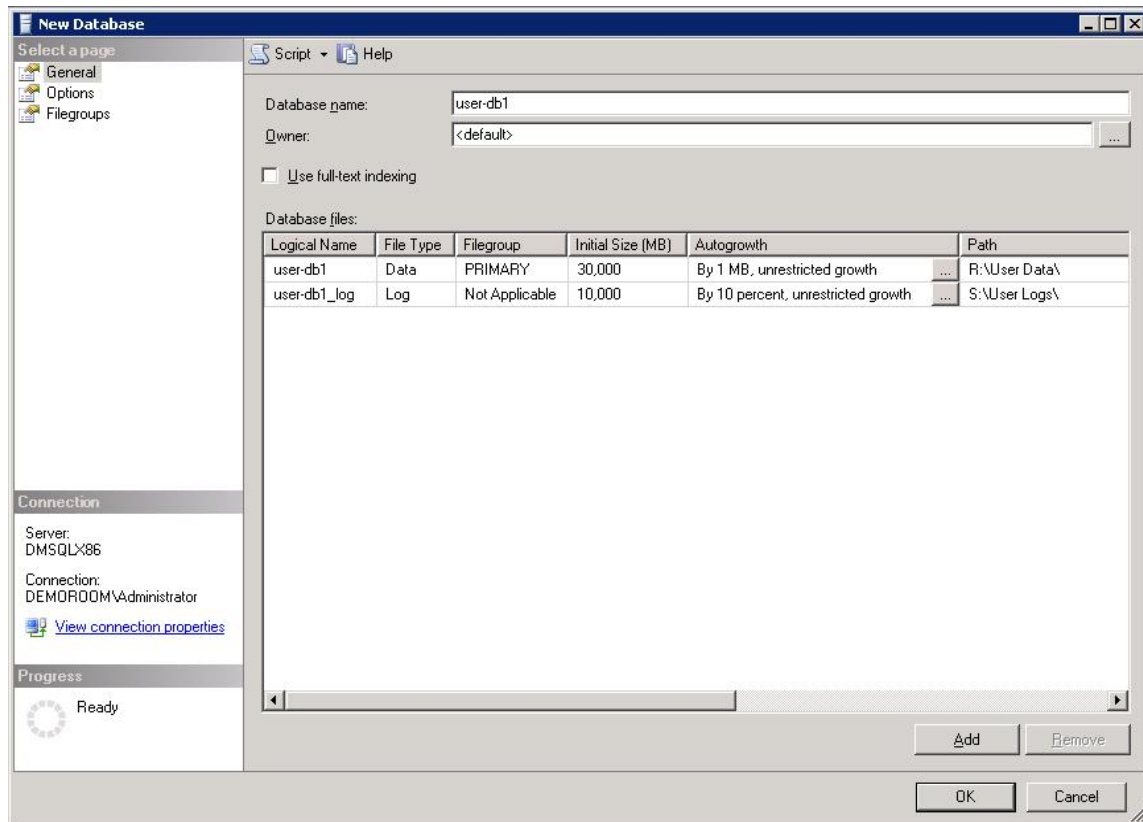 New Database
Select a page
General
Options
Filegroups
Script Help
Database name: user-db1
Owner: <default> ...
Use full-text indexing
Database files:
Logical Name File Type Filegroup Initial Size (MB) Autogrowth Path
user-db1 Data PRIMARY 30,000 By 1 MB, unrestricted growth ... R:\User Data\
user-db1_log Log Not Applicable 10,000 By 10 percent, unrestricted growth ... S:\User Logs\
Connection
Server:
DMSQLX86
Connection:
DEMOROOM\Administrator
View connection properties
Progress
Ready
Add Remove
OK Cancel